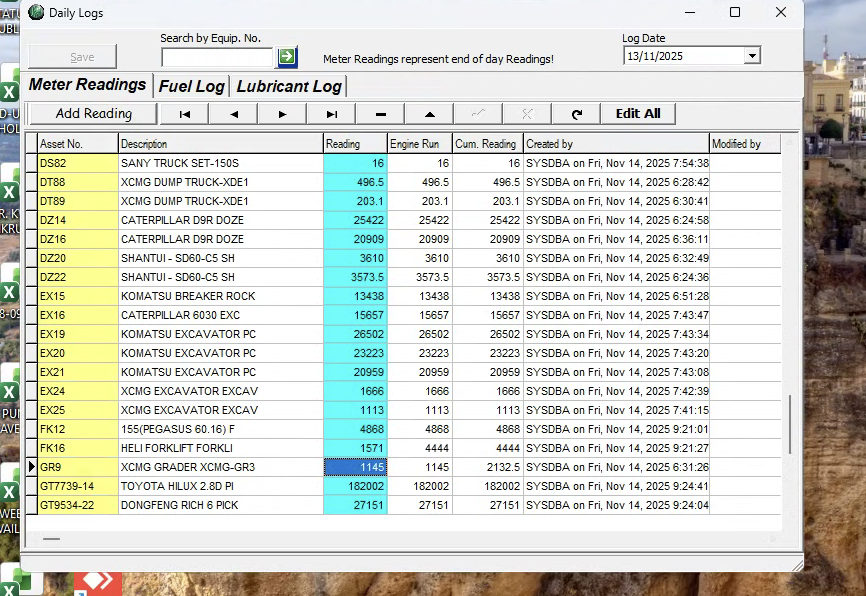 Daily Logs
Save
Search by Equip. No.
Meter Readings represent end of day Readings!
Log Date
13/11/2025
Meter Readings Fuel Log Lubricant Log
Add Reading Edit All
Asset No. Description Reading Engine Run Cum. Reading Created by Modified by
DS82 SANY TRUCK SET-150S 16 16 16 SYSDBA on Fri, Nov 14, 2025 7:54:38
DT88 XCMG DUMP TRUCK-XDE1 496.5 496.5 496.5 SYSDBA on Fri, Nov 14, 2025 6:28:42
DT89 XCMG DUMP TRUCK-XDE1 203.1 203.1 203.1 SYSDBA on Fri, Nov 14, 2025 6:30:41
DZ14 CATERPILLAR D9R DOZE 25422 25422 25422 SYSDBA on Fri, Nov 14, 2025 6:24:58
DZ16 CATERPILLAR D9R DOZE 20909 20909 20909 SYSDBA on Fri, Nov 14, 2025 6:36:11
DZ20 SHANTUI - SD60-C5 SH 3610 3610 3610 SYSDBA on Fri, Nov 14, 2025 6:32:49
DZ22 SHANTUI - SD60-C5 SH 3573.5 3573.5 3573.5 SYSDBA on Fri, Nov 14, 2025 6:24:36
EX15 KOMATSU BREAKER ROCK 13438 13438 13438 SYSDBA on Fri, Nov 14, 2025 6:51:28
EX16 CATERPILLAR 6030 EXC 15657 15657 15657 SYSDBA on Fri, Nov 14, 2025 7:43:47
EX19 KOMATSU EXCAVATOR PC 26502 26502 26502 SYSDBA on Fri, Nov 14, 2025 7:43:34
EX20 KOMATSU EXCAVATOR PC 23223 23223 23223 SYSDBA on Fri, Nov 14, 2025 7:43:20
EX21 KOMATSU EXCAVATOR PC 20959 20959 20959 SYSDBA on Fri, Nov 14, 2025 7:43:08
EX24 XCMG EXCAVATOR EXCAV 1666 1666 1666 SYSDBA on Fri, Nov 14, 2025 7:42:39
EX25 XCMG EXCAVATOR EXCAV 1113 1113 1113 SYSDBA on Fri, Nov 14, 2025 7:41:15
FK12 155(PEGASUS 60.16) F 4868 4868 4868 SYSDBA on Fri, Nov 14, 2025 9:21:01
FK16 HELI FORKLIFT FORKLI 1571 4444 4444 SYSDBA on Fri, Nov 14, 2025 9:21:27
GR9 XCMG GRADER XCMG-GR3 1145 1145 2132.5 SYSDBA on Fri, Nov 14, 2025 6:31:26
GT7739-14 TOYOTA HILUX 2.8D PI 182002 182002 182002 SYSDBA on Fri, Nov 14, 2025 9:24:41
GT9534-22 DONGFENG RICH 6 PICK 27151 27151 27151 SYSDBA on Fri, Nov 14, 2025 9:24:04